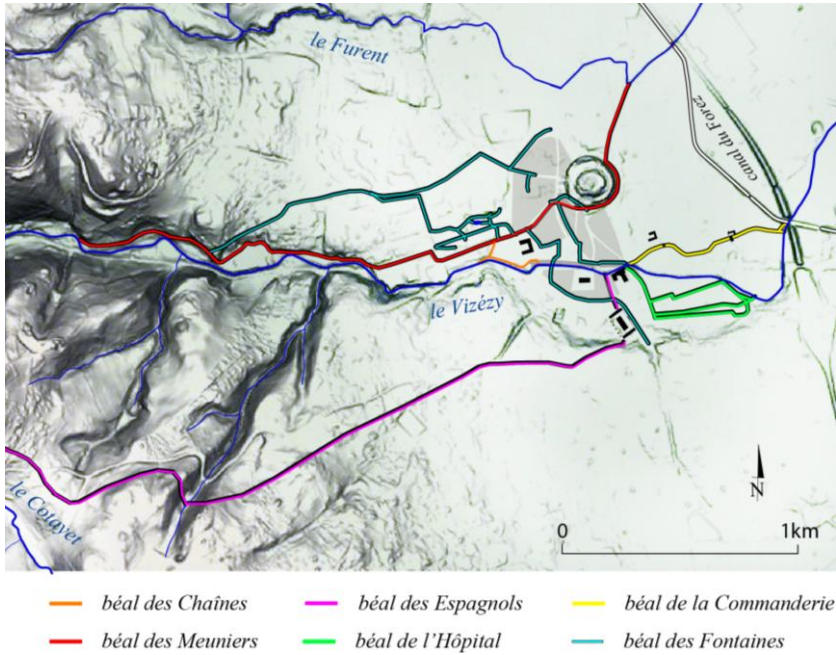 le Furent
canal du Forez
le Vizézy
le Cotayet
N
0 1km
béal des Chaînes béal des Espagnols béal de la Commanderie
béal des Meuniers béal de l'Hôpital béal des Fontaines